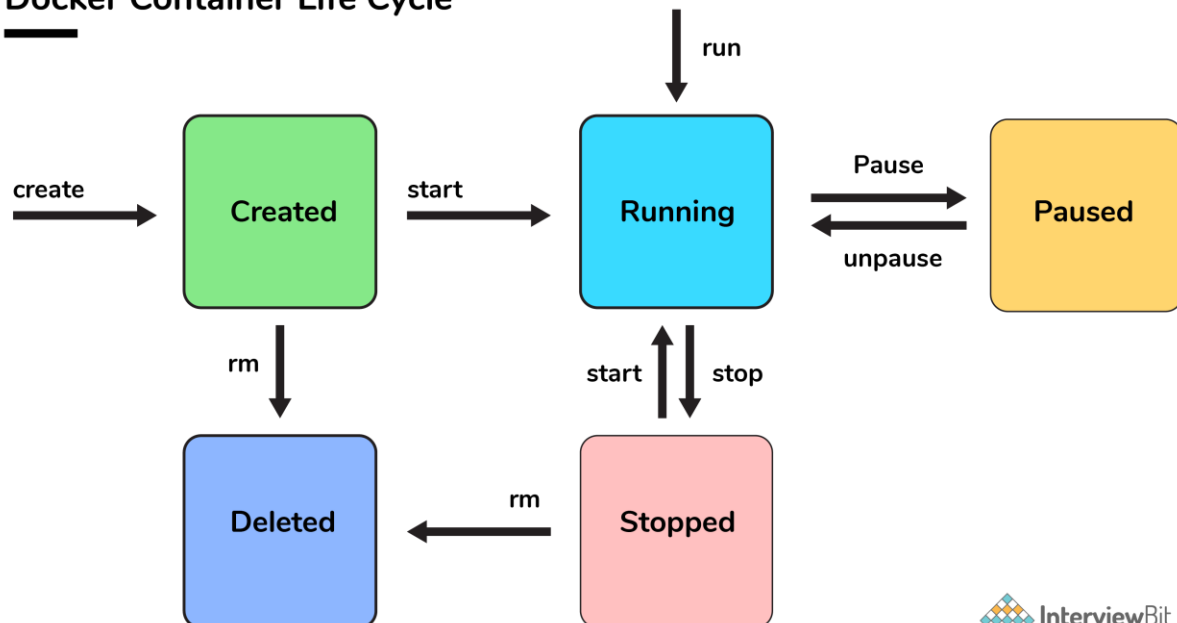 Docker Container Life Cycle
run
create
Created
start
Running
Pause
unpause
Paused
rm
start
stop
Deleted
rm
Stopped
InterviewBit